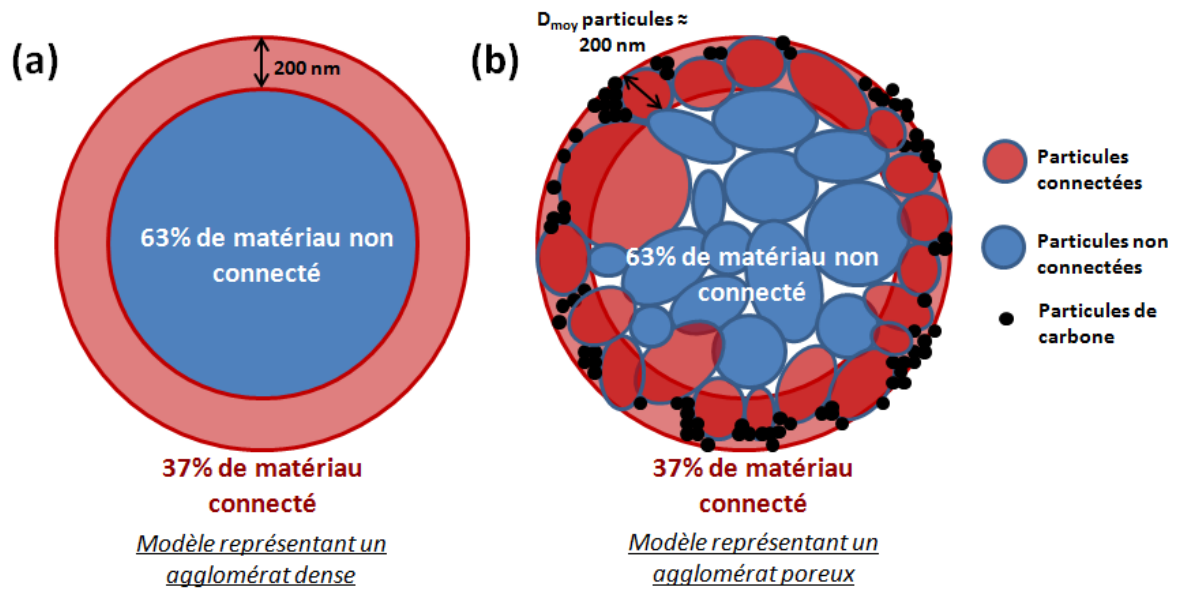 (a)
200 nm
63% de matériau non
connecté
37% de matériau
connecté
Modèle représentant un
agglomérat dense
(b)
Dmoy particules ≈
200 nm
63% de matériau non
connecté
37% de matériau
connecté
Modèle représentant un
agglomérat poreux
Particules
connectées
Particules non
connectées
Particules de
carbone